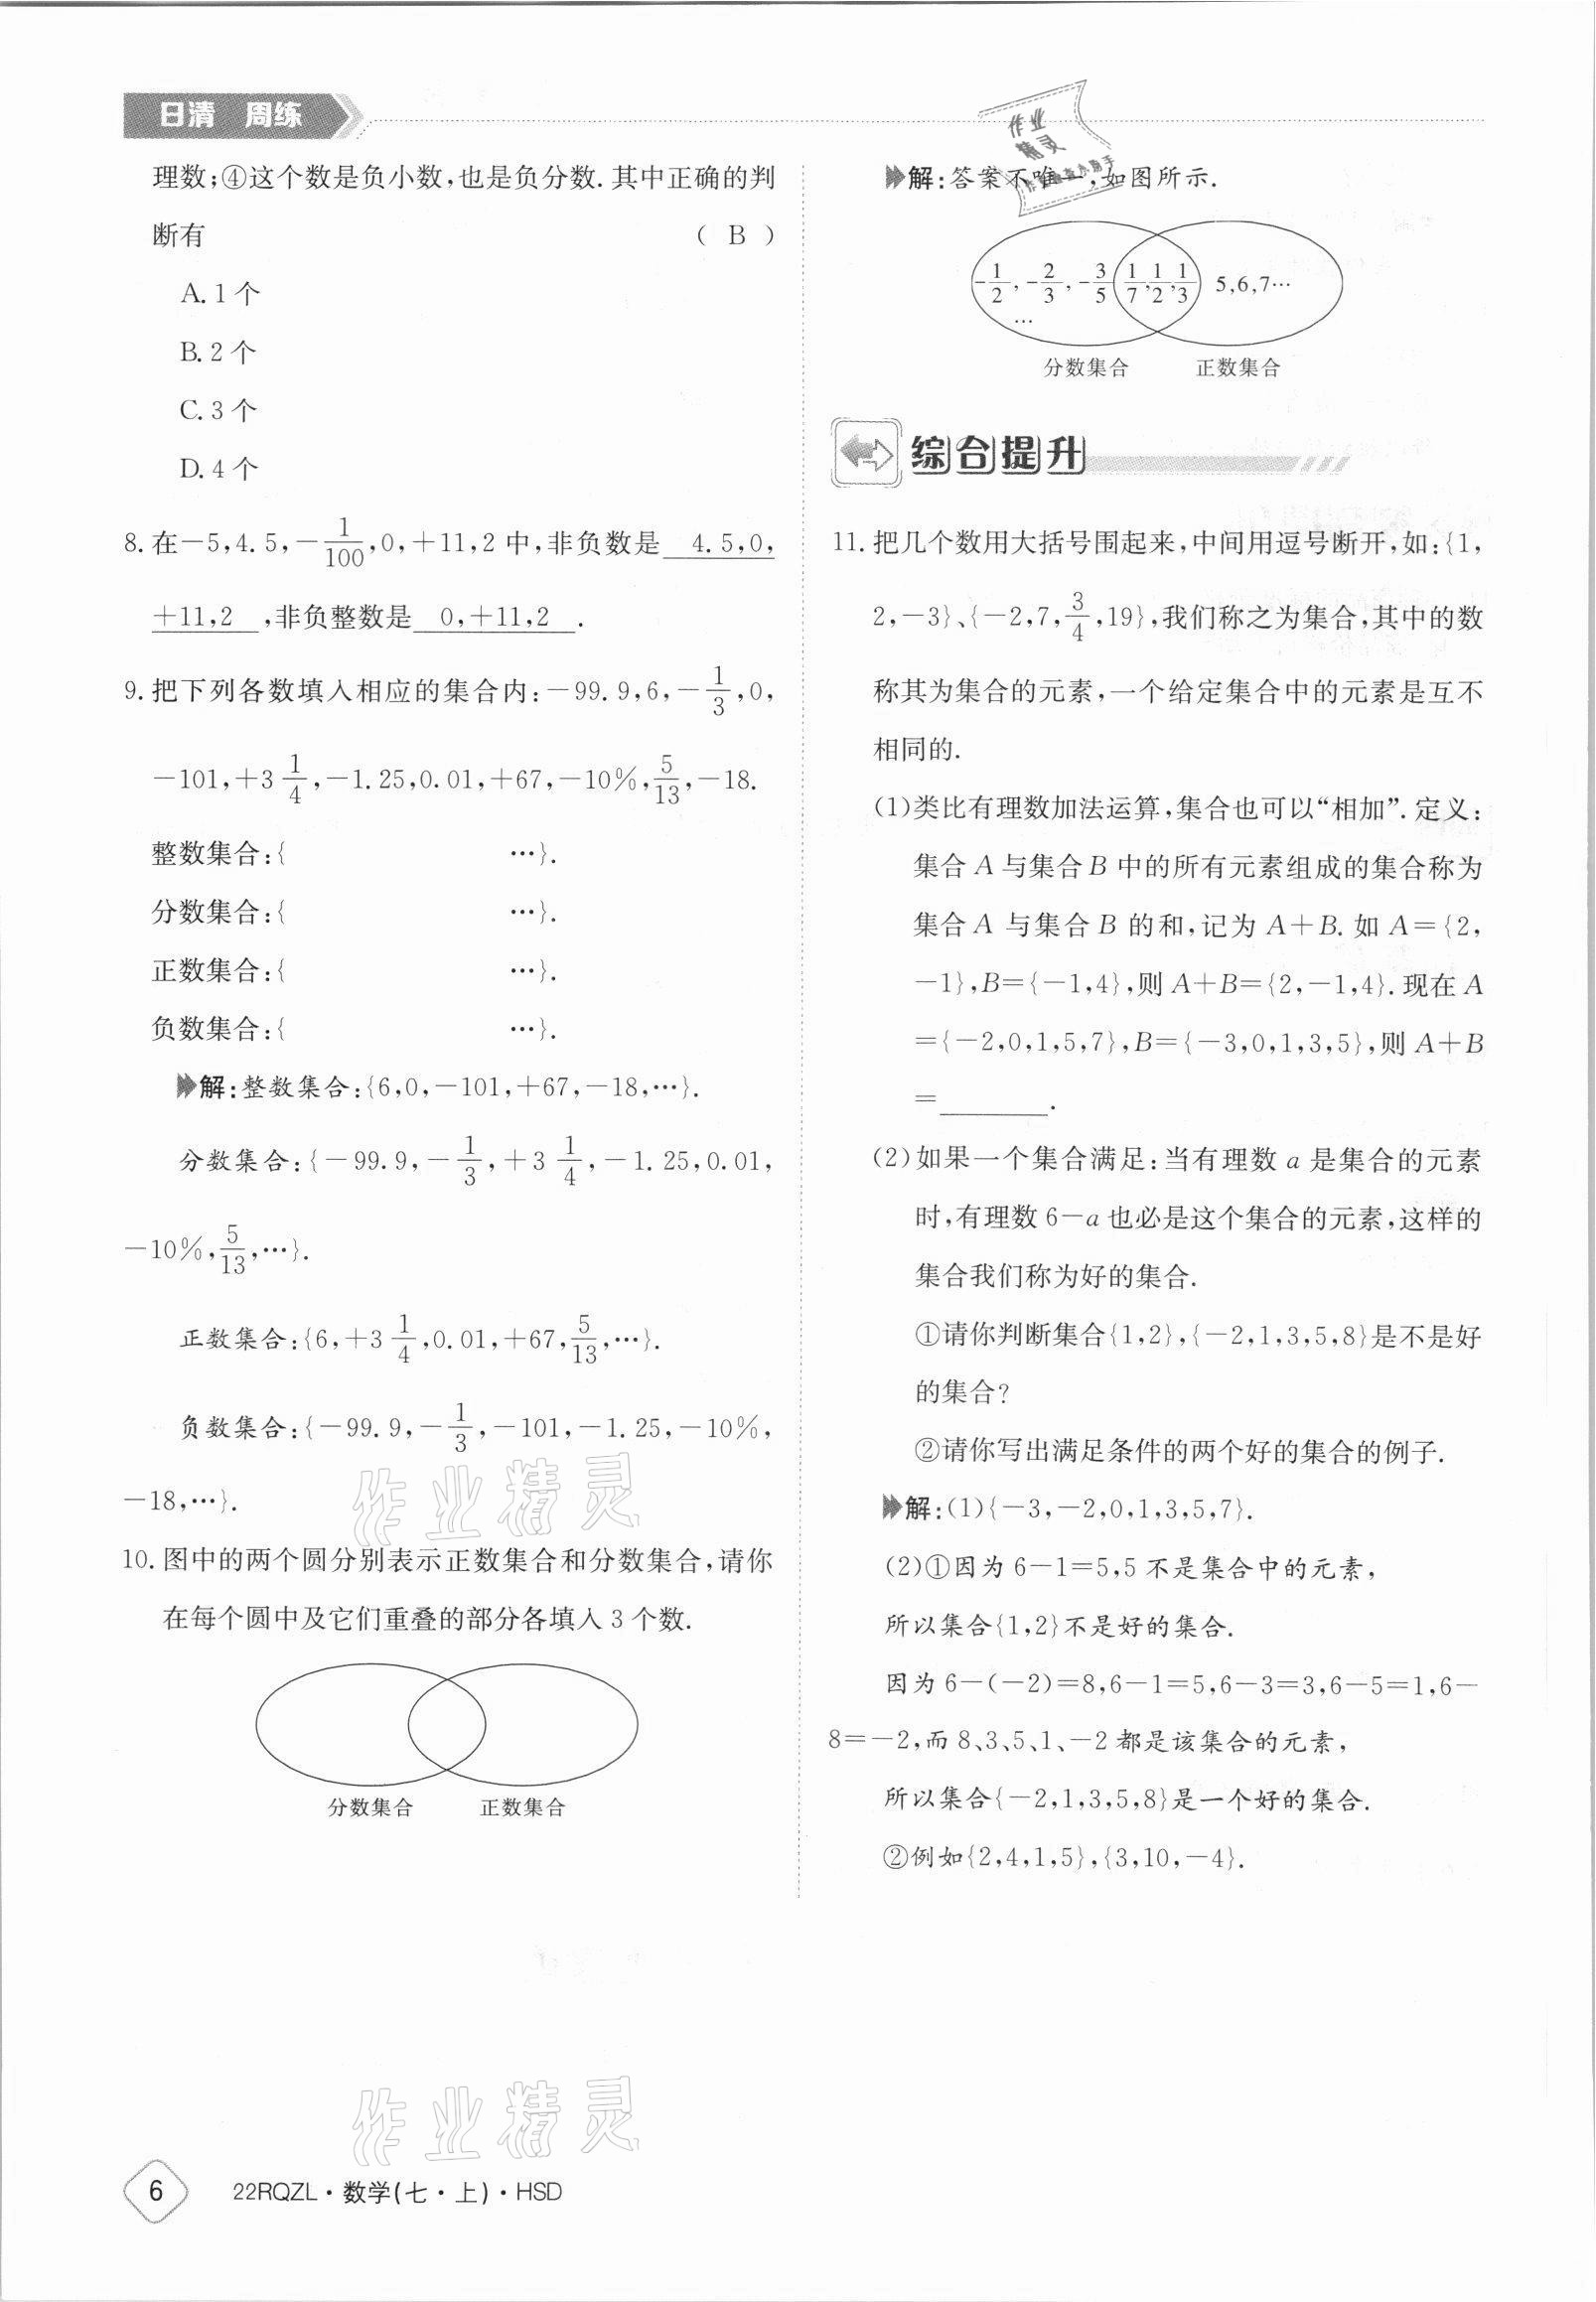 日清 周练
理数;④这个数是负小数,也是负分数.其中正确的判
断有 ( B )
A. 1 个
B. 2 个
C. 3 个
D. 4 个
8. 在-5,4.5,-1/100,0,+11,2 中,非负数是 4.5,0,
+11,2 ,非负整数是 0,+11,2 .
9. 把下列各数填入相应的集合内:-99.9,6,-1/3,0,
-101,+3 1/4,-1.25,0.01,+67,-10%,5/13,-18.
整数集合:{ …}.
分数集合:{ …}.
正数集合:{ …}.
负数集合:{ …}.
解:整数集合:{6,0,-101,+67,-18,…}.
分数集合:{-99.9,-1/3,+3 1/4,-1.25,0.01,
-10%,5/13,…}.
正数集合:{6,+3 1/4,0.01,+67,5/13,…}.
负数集合:{-99.9,-1/3,-101,-1.25,-10%,
-18,…}.
10. 图中的两个圆分别表示正数集合和分数集合,请你
在每个圆中及它们重叠的部分各填入 3 个数.
分数集合 正数集合
作业精灵
解:答案不唯一,如图所示.
-1/2,-2/3,-3/5 1/7,1/2,1/3 5,6,7…
…
分数集合 正数集合
综合提升
11. 把几个数用大括号围起来,中间用逗号断开,如:{1,
2,-3}、{-2,7,3/4,19},我们称之为集合,其中的数
称其为集合的元素,一个给定集合中的元素是互不
相同的.
(1)类比有理数加法运算,集合也可以“相加”.定义:
集合 A 与集合 B 中的所有元素组成的集合称为
集合 A 与集合 B 的和,记为 A+B. 如 A={2,
-1},B={-1,4},则 A+B={2,-1,4}.现在 A
={-2,0,1,5,7},B={-3,0,1,3,5},则 A+B
=________.
(2)如果一个集合满足:当有理数 a 是集合的元素
时,有理数 6-a 也必是这个集合的元素,这样的
集合我们称为好的集合.
①请你判断集合{1,2},{-2,1,3,5,8}是不是好
的集合?
②请你写出满足条件的两个好的集合的例子.
解:(1){-3,-2,0,1,3,5,7}.
(2)①因为 6-1=5,5 不是集合中的元素,
所以集合{1,2}不是好的集合.
因为 6-(-2)=8,6-1=5,6-3=3,6-5=1,6-
8=-2,而 8、3、5、1、-2 都是该集合的元素,
所以集合{-2,1,3,5,8}是一个好的集合.
②例如{2,4,1,5},{3,10,-4}.
作业精灵
作业精灵
6 22RQZL·数学(七·上)·HSD